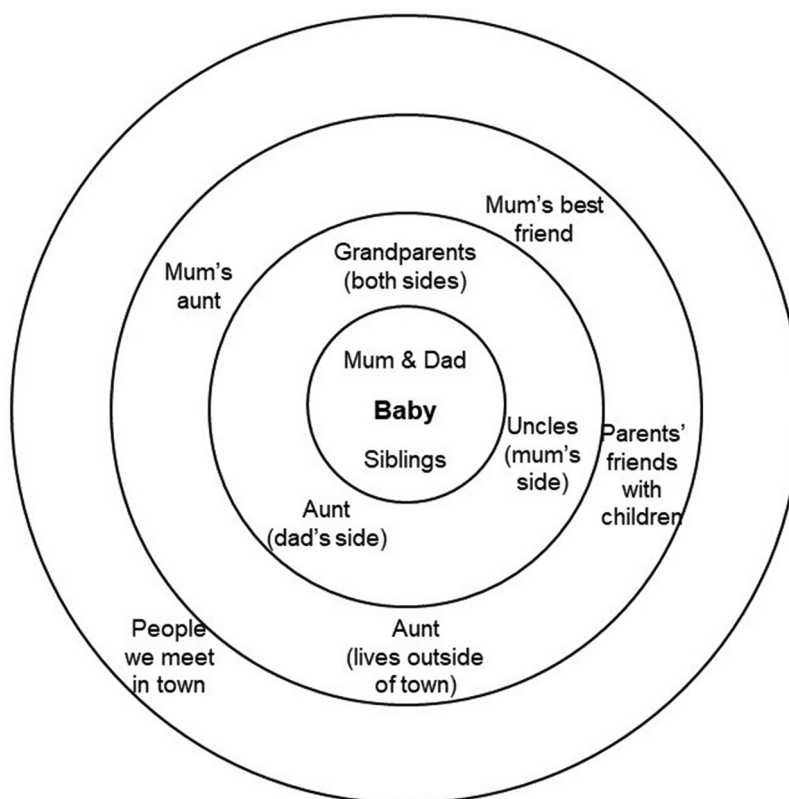 Mum's best
friend
Grandparents
(both sides)
Mum's
aunt
Mum & Dad
Baby
Siblings
Uncles
(mum's
side)
Parents'
friends
with
children
Aunt
(dad's side)
People
we meet
in town
Aunt
(lives outside
of town)